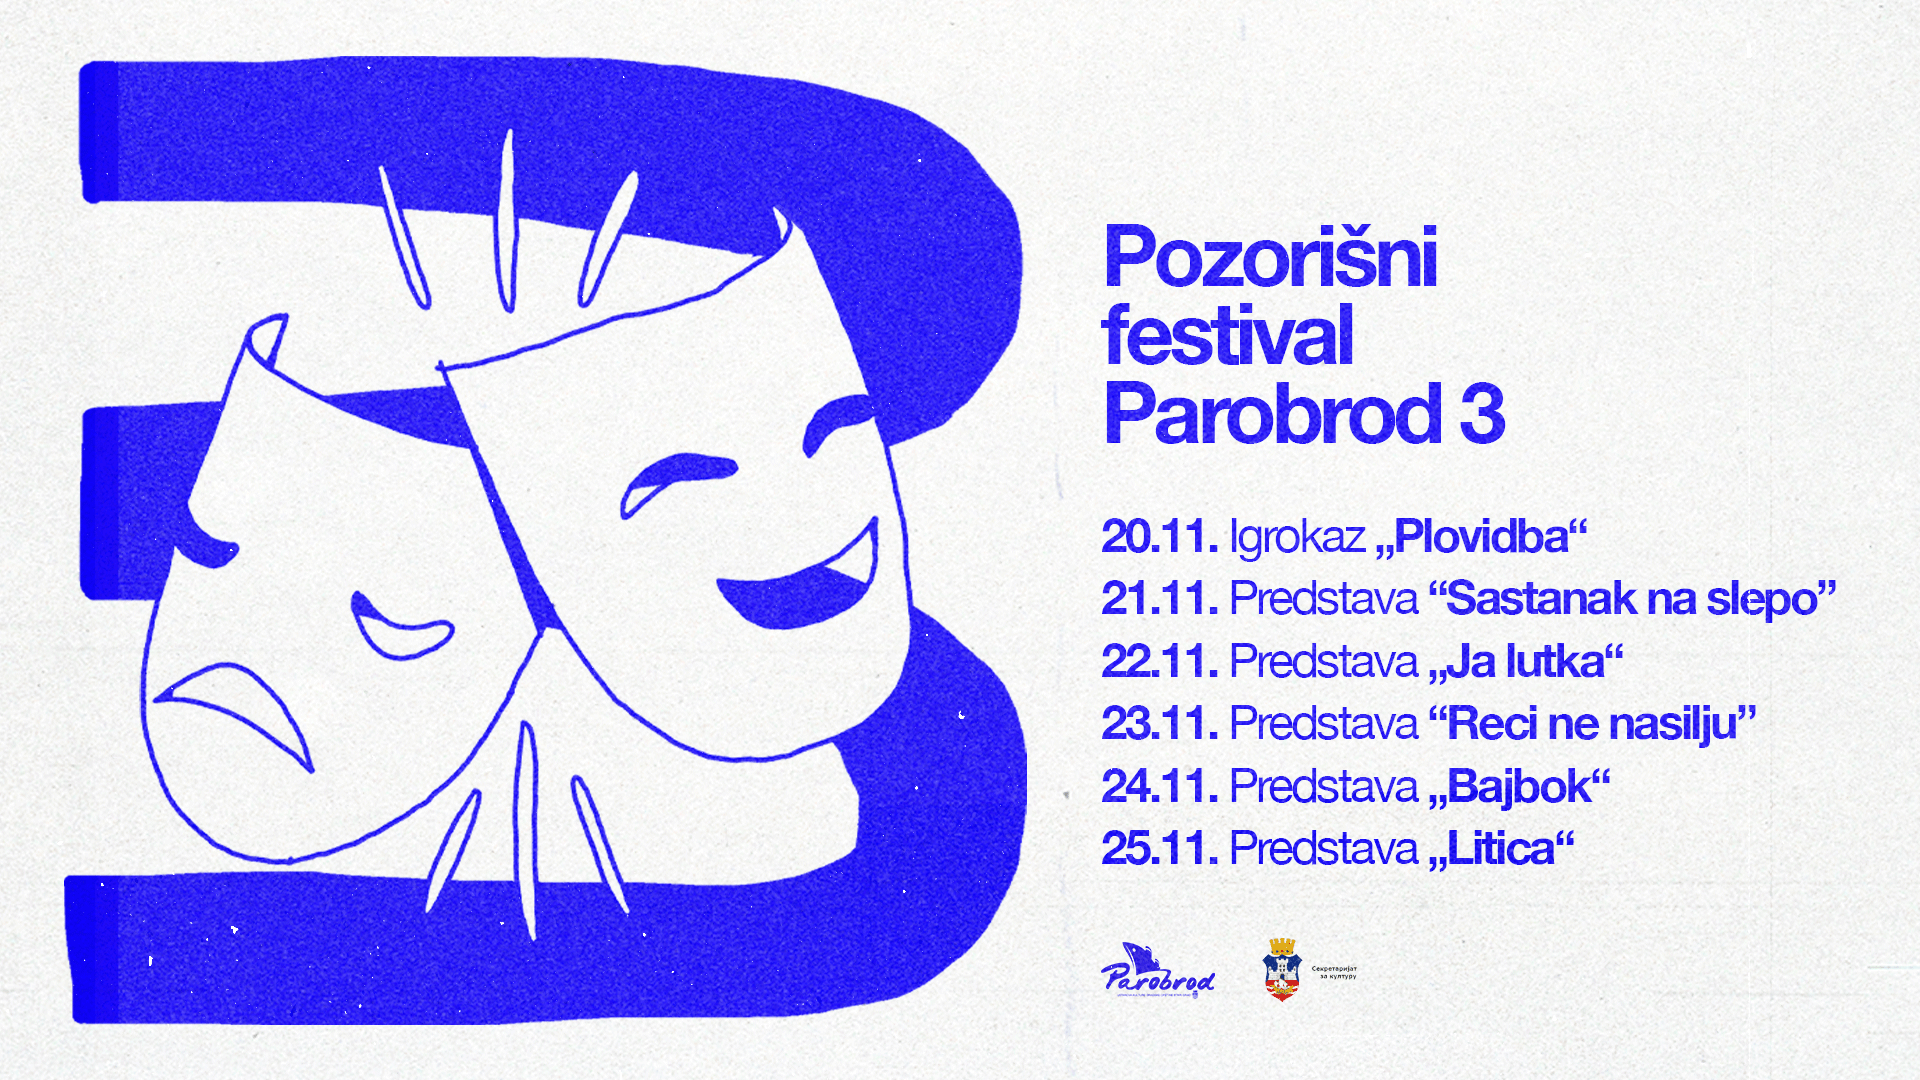 Pozorišni
festival
Parobrod 3
20.11. Igrokaz „Plovidba“
21.11. Predstava “Sastanak na slepo”
22.11. Predstava „Ja lutka“
23.11. Predstava “Reci ne nasilju”
24.11. Predstava „Bajbok“
25.11. Predstava „Litica“
Parobrod
Секретаријат
за културу